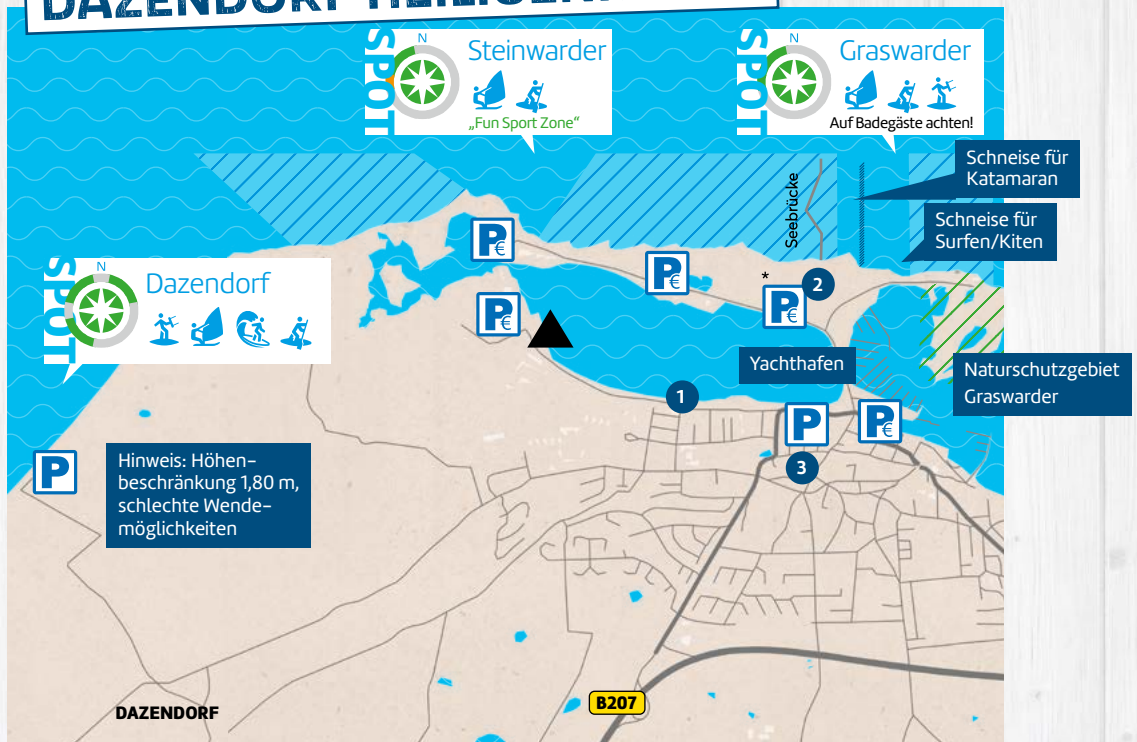 DAZENDORF
SPOT
N
Steinwarder
„Fun Sport Zone“
SPOT
N
Graswarder
Auf Badegäste achten!
Schneise für
Katamaran
Schneise für
Surfen/Kiten
Seebrücke
SPOT
N
Dazendorf
P€
P€
P€
*
P€
2
Yachthafen
Naturschutzgebiet
Graswarder
1
P
P€
3
P
Hinweis: Höhen-
beschränkung 1,80 m,
schlechte Wende-
möglichkeiten
B207
DAZENDORF